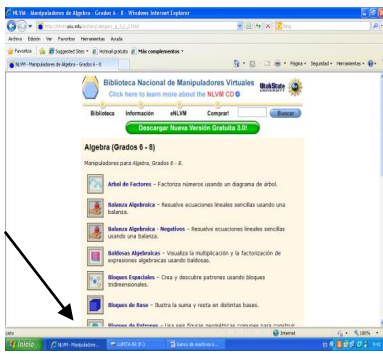 NLVM - Manipuladores de Algebra - Grados 6 - 8 - Windows Internet Explorer
Archivo Edición Ver Favoritos Herramientas Ayuda
Favoritos Suggested Sites Hotmail gratuito Más complementos
NLVM - Manipuladores de Algebra - Grados 6 - 8
Página Seguridad Herramientas
Biblioteca Nacional de Manipuladores Virtuales
Click here to learn more about the NLVM CD
UtahState
UNIVERSITY
Biblioteca Información eNLVM Comprar! Buscar
Descargar Nueva Versión Gratuita 3.0!
Algebra (Grados 6 - 8)
Manipuladores para Algebra, Grados 6 - 8.
Arbol de Factores – Factoriza números usando un diagrama de árbol.
Balanza Algebraica – Resuelve ecuaciones lineales sencillas usando una
balanza.
Balanza Algebraica - Negativos – Resuelve ecuaciones lineales sencillas
usando una balanza.
Baldosas Algebraicas – Visualiza la multiplicación y la factorización de
expresiones algebraicas usando baldosas.
Bloques Espaciales – Crea y descubre patrones usando bloques
tridimensionales.
Bloques de Base – Ilustra la suma y resta en distintas bases.
Bloques de Patrones – Usa seis figuras geométricas comunes para construir
Listo Internet 100%
Inicio NLVM - Manipuladore...